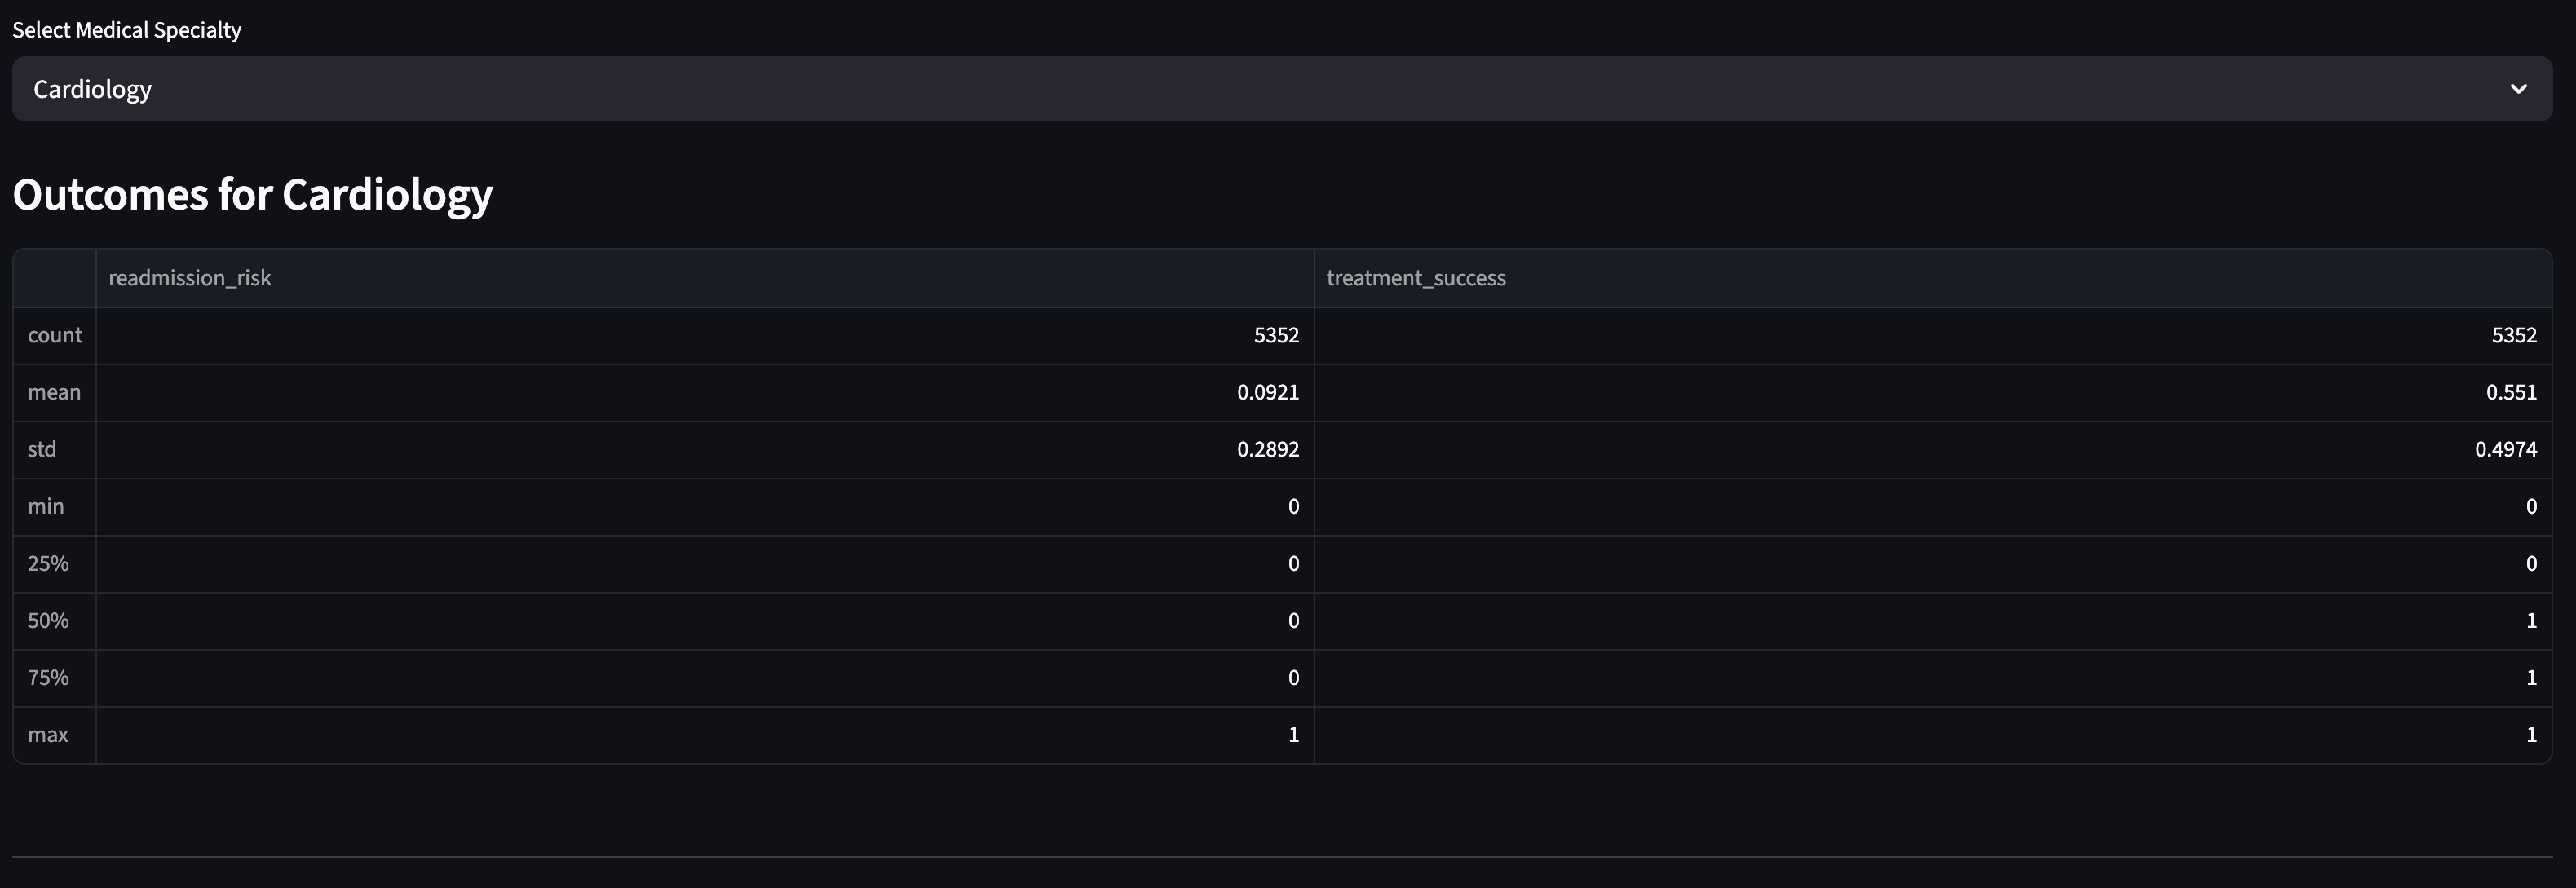 Select Medical Specialty
Cardiology
Outcomes for Cardiology
readmission_risk treatment_success
count 5352 5352
mean 0.0921 0.551
std 0.2892 0.4974
min 0 0
25% 0 0
50% 0 1
75% 0 1
max 1 1